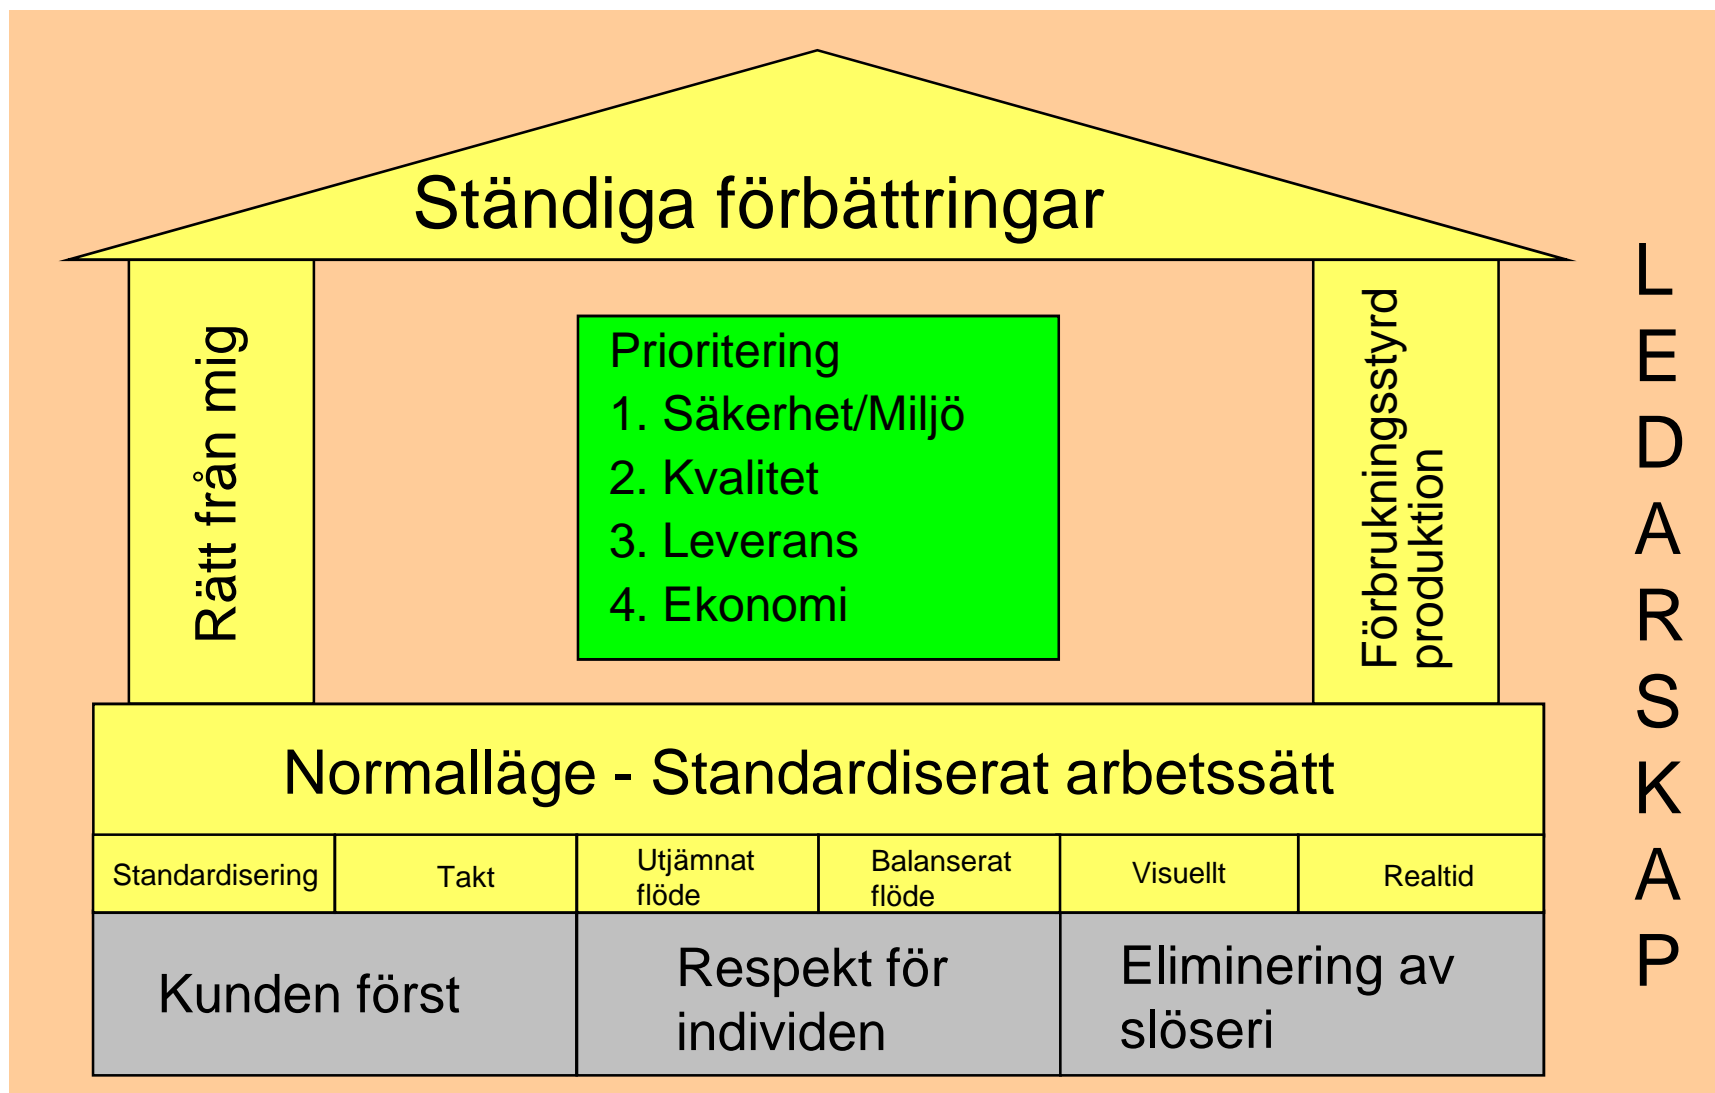 Ständiga förbättringar
Rätt från mig
Prioritering
1. Säkerhet/Miljö
2. Kvalitet
3. Leverans
4. Ekonomi
Förbrukningsstyrd
produktion
Normalläge - Standardiserat arbetssätt
Standardisering
Takt
Utjämnat
flöde
Balanserat
flöde
Visuellt
Realtid
Kunden först
Respekt för
individen
Eliminering av
slöseri
L
E
D
A
R
S
K
A
P